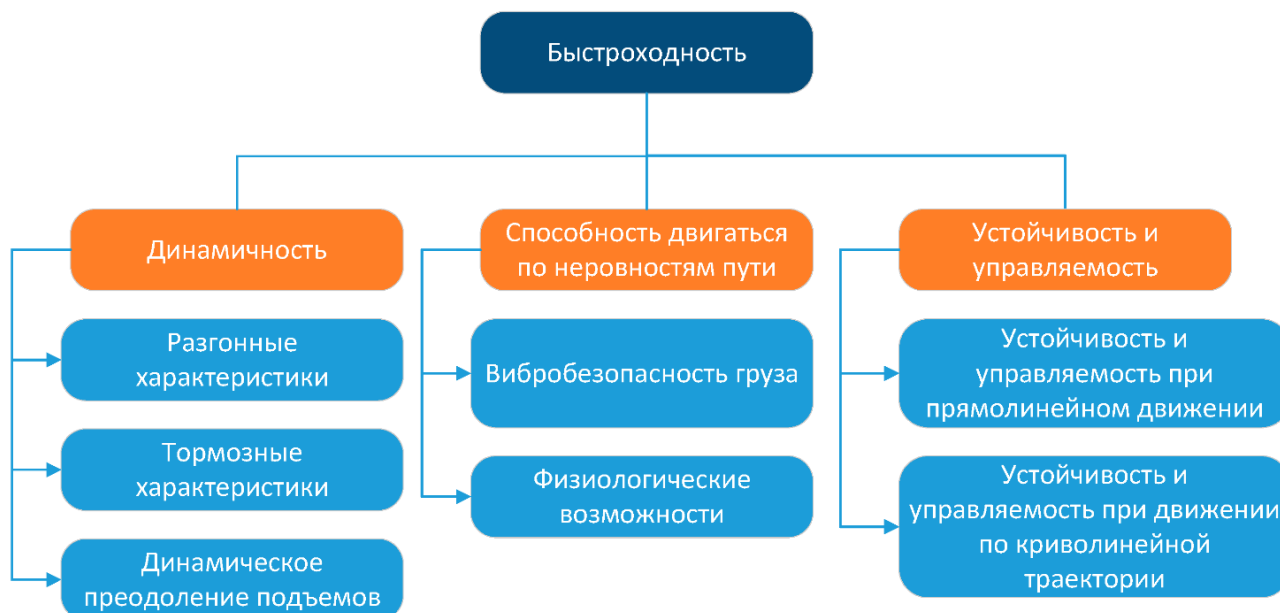 Быстроходность
Динамичность
Разгонные
характеристики
Тормозные
характеристики
Динамическое
преодоление подъемов
Способность двигаться
по неровностям пути
Вибробезопасность груза
Физиологические
возможности
Устойчивость и
управляемость
Устойчивость и
управляемость при
прямолинейном движении
Устойчивость и
управляемость при движении
по криволинейной
траектории